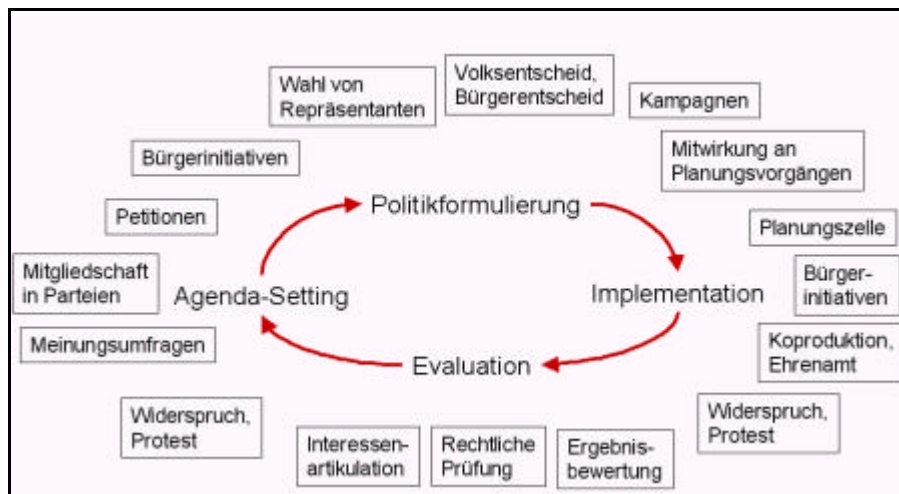 Wahl von
Repräsentanten
Volksentscheid,
Bürgerentscheid
Kampagnen
Bürgerinitiativen
Mitwirkung an
Planungsvorgängen
Petitionen
Politikformulierung
Planungszelle
Mitgliedschaft
in Parteien
Agenda-Setting
Implementation
Bürger-
initiativen
Meinungsumfragen
Evaluation
Koproduktion,
Ehrenamt
Widerspruch,
Protest
Interessen-
artikulation
Rechtliche
Prüfung
Ergebnis-
bewertung
Widerspruch,
Protest